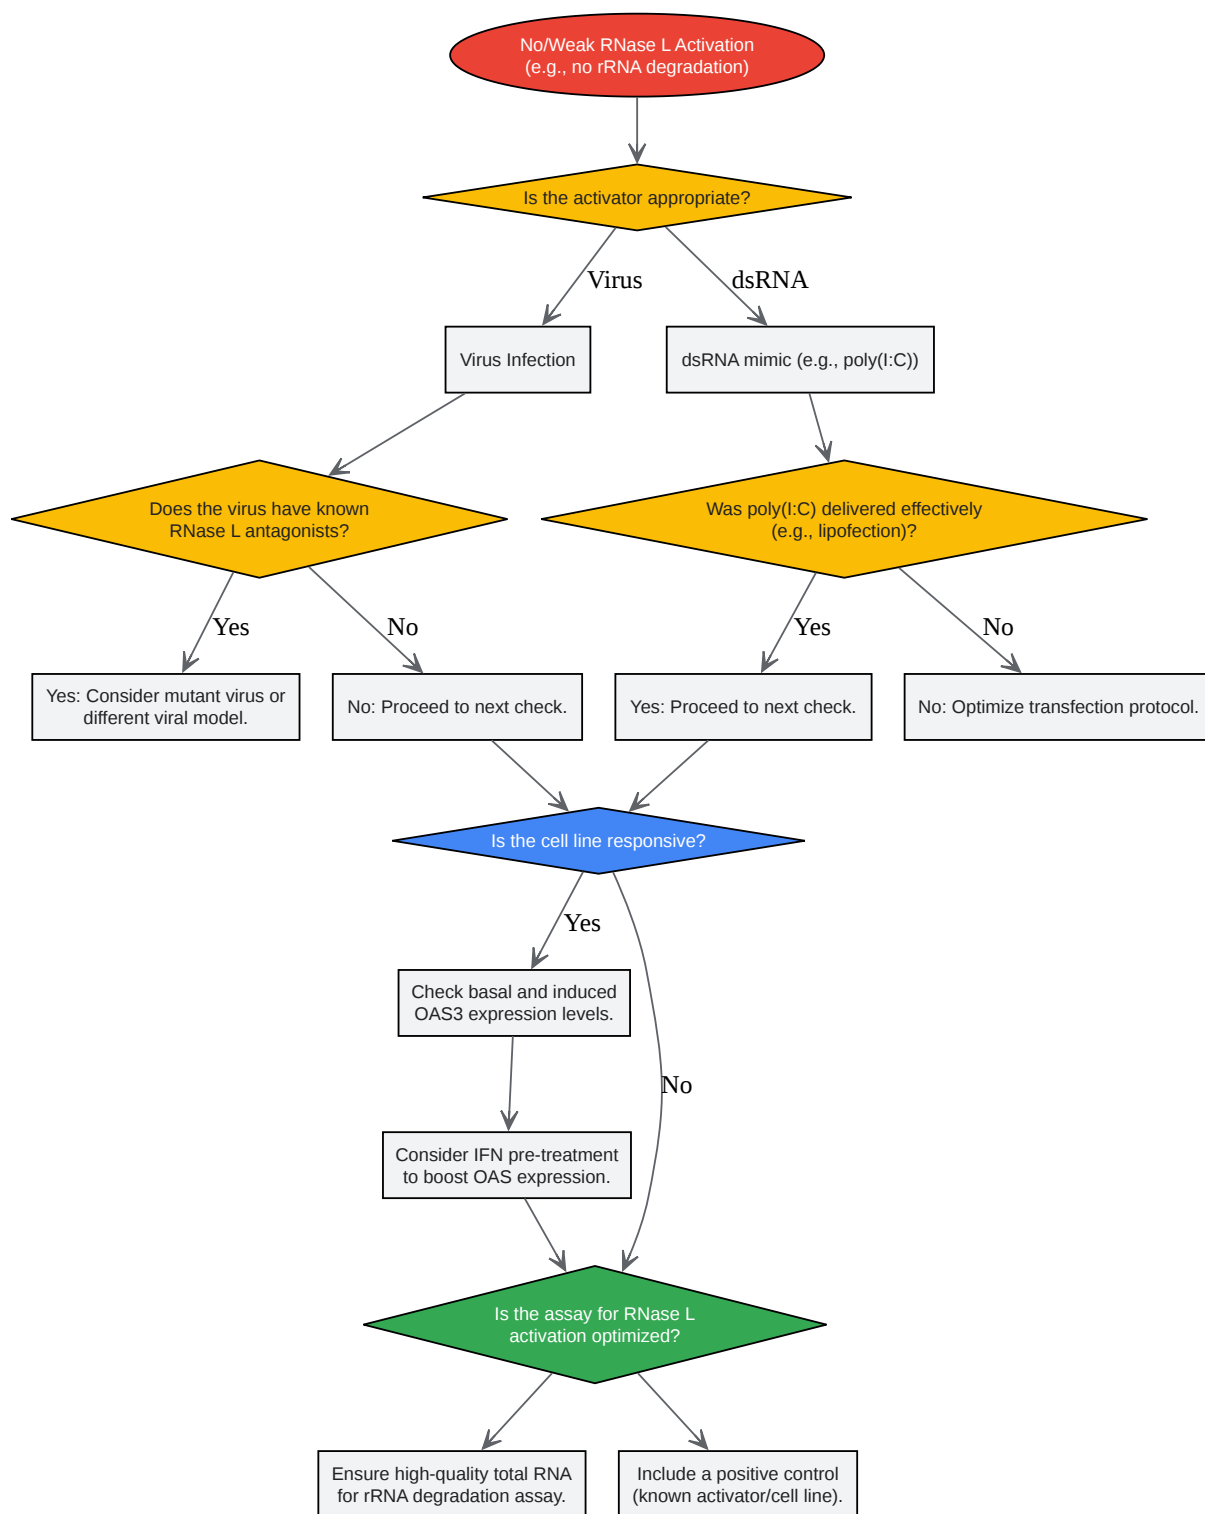 No/Weak RNase L Activation
(e.g., no rRNA degradation)
Is the activator appropriate?
Virus
dsRNA
Virus Infection
dsRNA mimic (e.g., poly(I:C))
Does the virus have known
RNase L antagonists?
Was poly(I:C) delivered effectively
(e.g., lipofection)?
Yes
No
Yes
No
Yes: Consider mutant virus or
different viral model.
No: Proceed to next check.
Yes: Proceed to next check.
No: Optimize transfection protocol.
Is the cell line responsive?
Yes
Check basal and induced
OAS3 expression levels.
No
Consider IFN pre-treatment
to boost OAS expression.
Is the assay for RNase L
activation optimized?
Ensure high-quality total RNA
for rRNA degradation assay.
Include a positive control
(known activator/cell line).